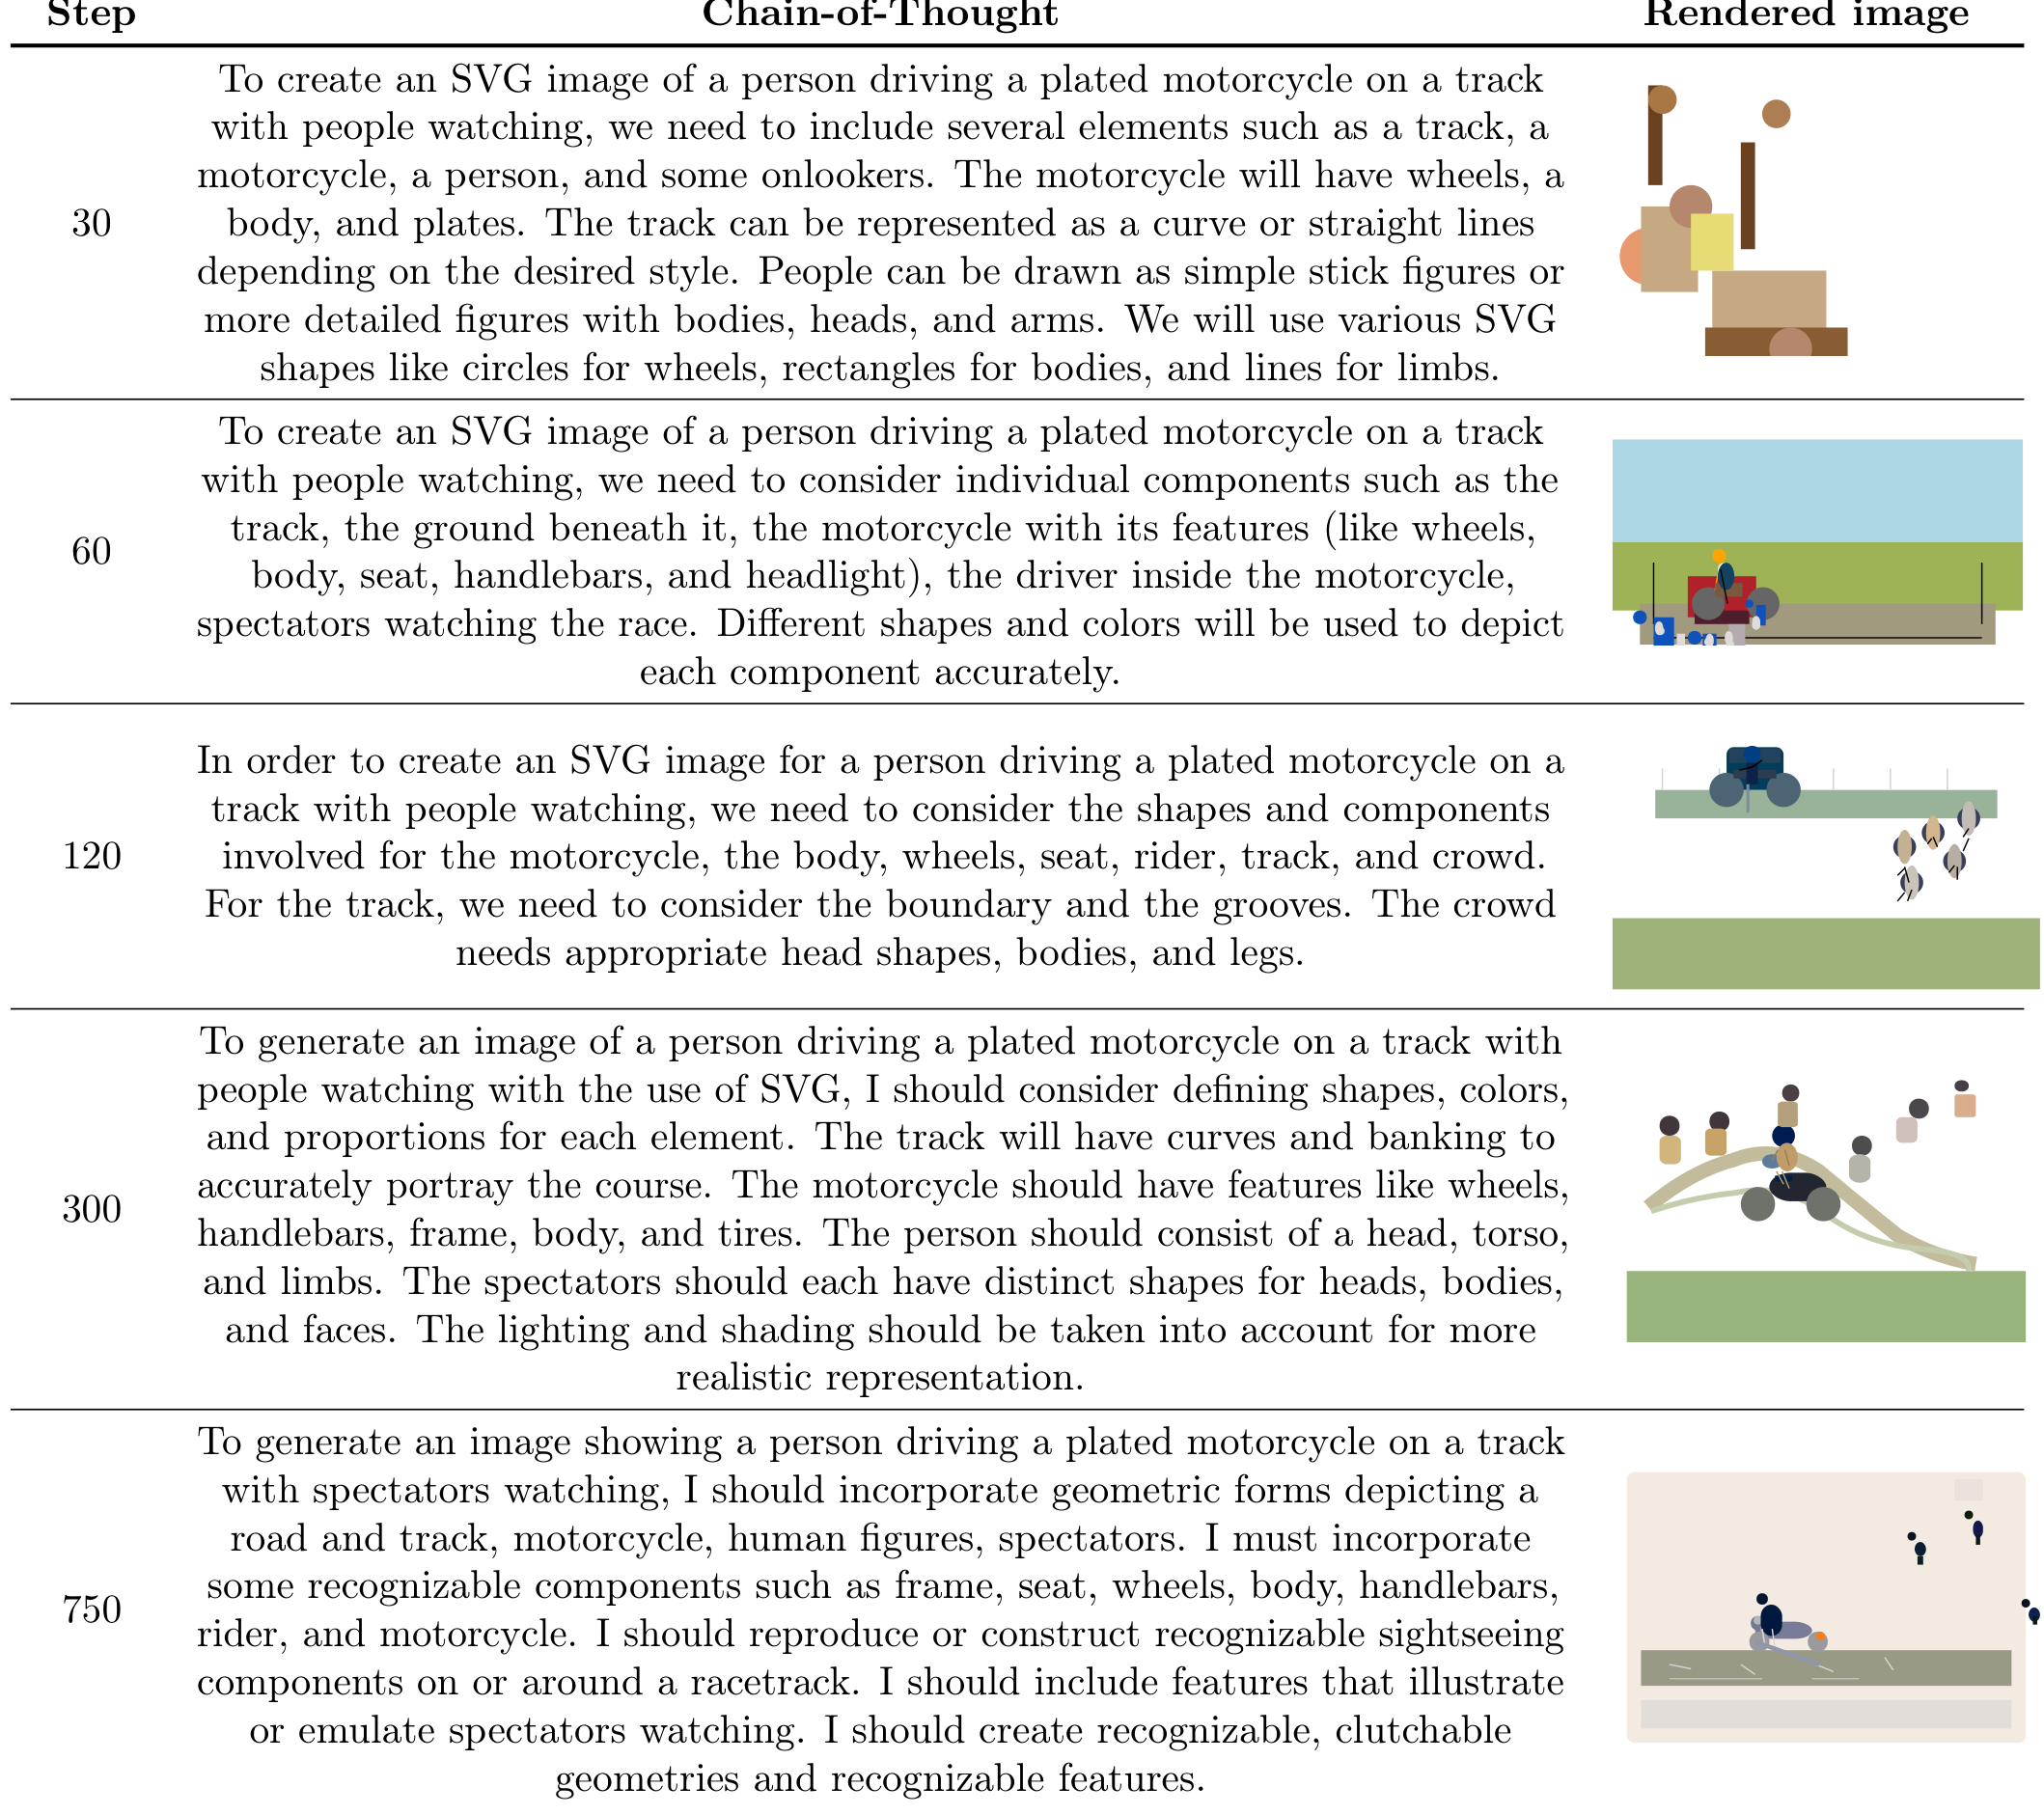 Step Chain-of-Thought Rendered image
To create an SVG image of a person driving a plated motorcycle on a track
with people watching, we need to include several elements such as a track, a
motorcycle, a person, and some onlookers. The motorcycle will have wheels, a
30 body, and plates. The track can be represented as a curve or straight lines
depending on the desired style. People can be drawn as simple stick figures or
more detailed figures with bodies, heads, and arms. We will use various SVG
shapes like circles for wheels, rectangles for bodies, and lines for limbs.
To create an SVG image of a person driving a plated motorcycle on a track
with people watching, we need to consider individual components such as the
track, the ground beneath it, the motorcycle with its features (like wheels,
60 body, seat, handlebars, and headlight), the driver inside the motorcycle,
spectators watching the race. Different shapes and colors will be used to depict
each component accurately.
In order to create an SVG image for a person driving a plated motorcycle on a
track with people watching, we need to consider the shapes and components
120 involved for the motorcycle, the body, wheels, seat, rider, track, and crowd.
For the track, we need to consider the boundary and the grooves. The crowd
needs appropriate head shapes, bodies, and legs.
To generate an image of a person driving a plated motorcycle on a track with
people watching with the use of SVG, I should consider defining shapes, colors,
and proportions for each element. The track will have curves and banking to
accurately portray the course. The motorcycle should have features like wheels,
300 handlebars, frame, body, and tires. The person should consist of a head, torso,
and limbs. The spectators should each have distinct shapes for heads, bodies,
and faces. The lighting and shading should be taken into account for more
realistic representation.
To generate an image showing a person driving a plated motorcycle on a track
with spectators watching, I should incorporate geometric forms depicting a
road and track, motorcycle, human figures, spectators. I must incorporate
some recognizable components such as frame, seat, wheels, body, handlebars,
750 rider, and motorcycle. I should reproduce or construct recognizable sightseeing
components on or around a racetrack. I should include features that illustrate
or emulate spectators watching. I should create recognizable, clutchable
geometries and recognizable features.